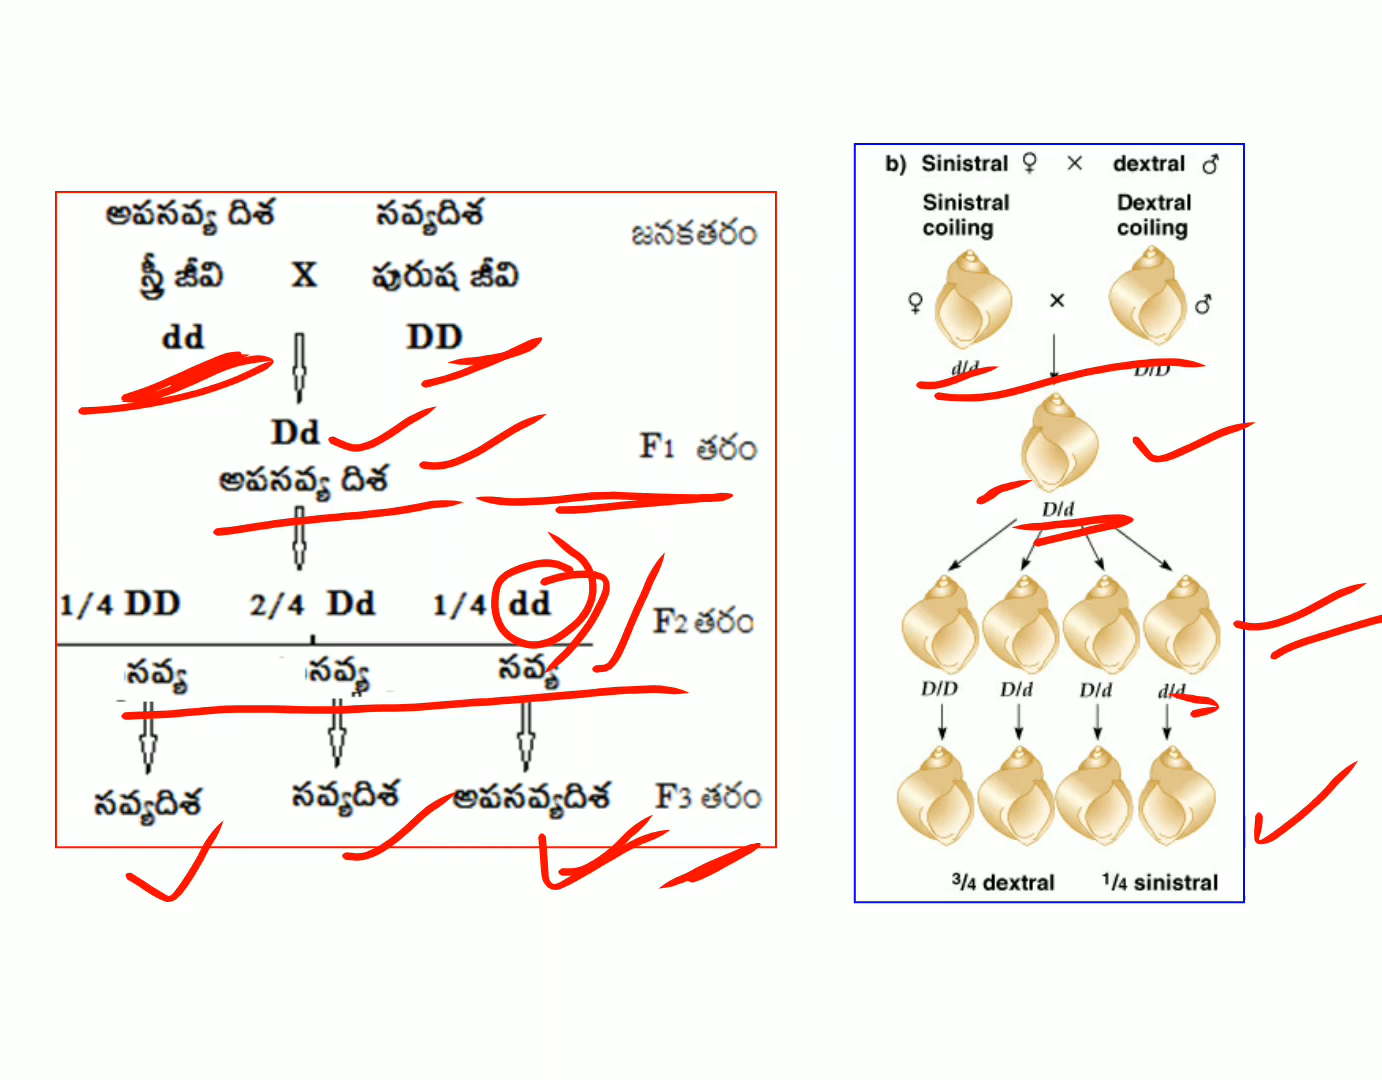 అపసవ్య దిశ సవ్యదిశ జనకతరం
స్త్రీ జీవి X పురుష జీవి
dd DD
Dd F1 తరం
అపసవ్య దిశ
1/4 DD 2/4 Dd 1/4 dd F2 తరం
సవ్య సవ్య సవ్య
సవ్యదిశ సవ్యదిశ అపసవ్యదిశ F3 తరం
b) Sinistral ♀ × dextral ♂
Sinistral Dextral
coiling coiling
♀ × ♂
d/d D/D
D/d
D/D D/d D/d d/d
3/4 dextral 1/4 sinistral